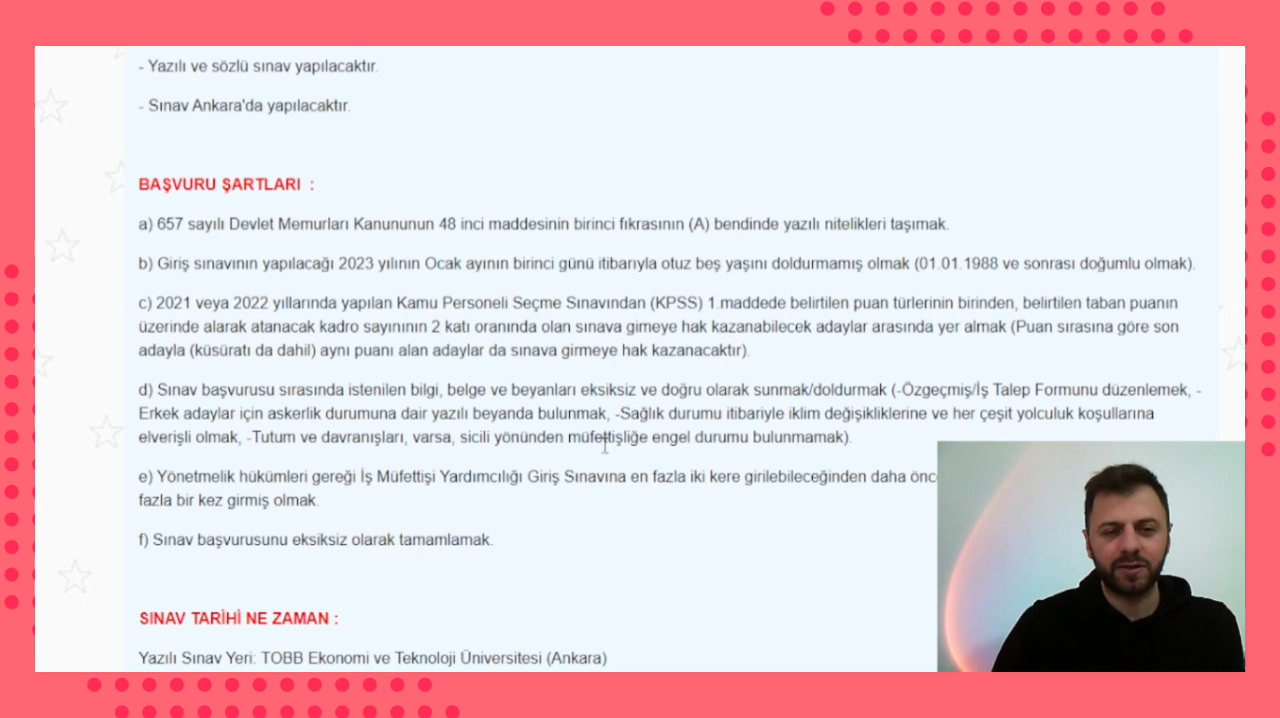 - Yazılı ve sözlü sınav yapılacaktır.
- Sınav Ankara'da yapılacaktır.
BAŞVURU ŞARTLARI :
a) 657 sayılı Devlet Memurları Kanununun 48 inci maddesinin birinci fıkrasının (A) bendinde yazılı nitelikleri taşımak.
b) Giriş sınavının yapılacağı 2023 yılının Ocak ayının birinci günü itibarıyla otuz beş yaşını doldurmamış olmak (01.01.1988 ve sonrası doğumlu olmak).
c) 2021 veya 2022 yıllarında yapılan Kamu Personeli Seçme Sınavından (KPSS) 1.maddede belirtilen puan türlerinin birinden, belirtilen taban puanın
üzerinde alarak atanacak kadro sayınının 2 katı oranında olan sınava gimeye hak kazanabilecek adaylar arasında yer almak (Puan sırasına göre son
adayla (küsüratı da dahil) aynı puanı alan adaylar da sınava girmeye hak kazanacaktır).
d) Sınav başvurusu sırasında istenilen bilgi, belge ve beyanları eksiksiz ve doğru olarak sunmak/doldurmak (-Özgeçmiş/İş Talep Formunu düzenlemek, -
Erkek adaylar için askerlik durumuna dair yazılı beyanda bulunmak, -Sağlık durumu itibariyle iklim değişikliklerine ve her çeşit yolculuk koşullarına
elverişli olmak, -Tutum ve davranışları, varsa, sicili yönünden müfettişliğe engel durumu bulunmamak).
e) Yönetmelik hükümleri gereği İş Müfettişi Yardımcılığı Giriş Sınavına en fazla iki kere girilebileceğinden daha önc
fazla bir kez girmiş olmak.
f) Sınav başvurusunu eksiksiz olarak tamamlamak.
SINAV TARİHİ NE ZAMAN :
Yazılı Sınav Yeri: TOBB Ekonomi ve Teknoloji Üniversitesi (Ankara)